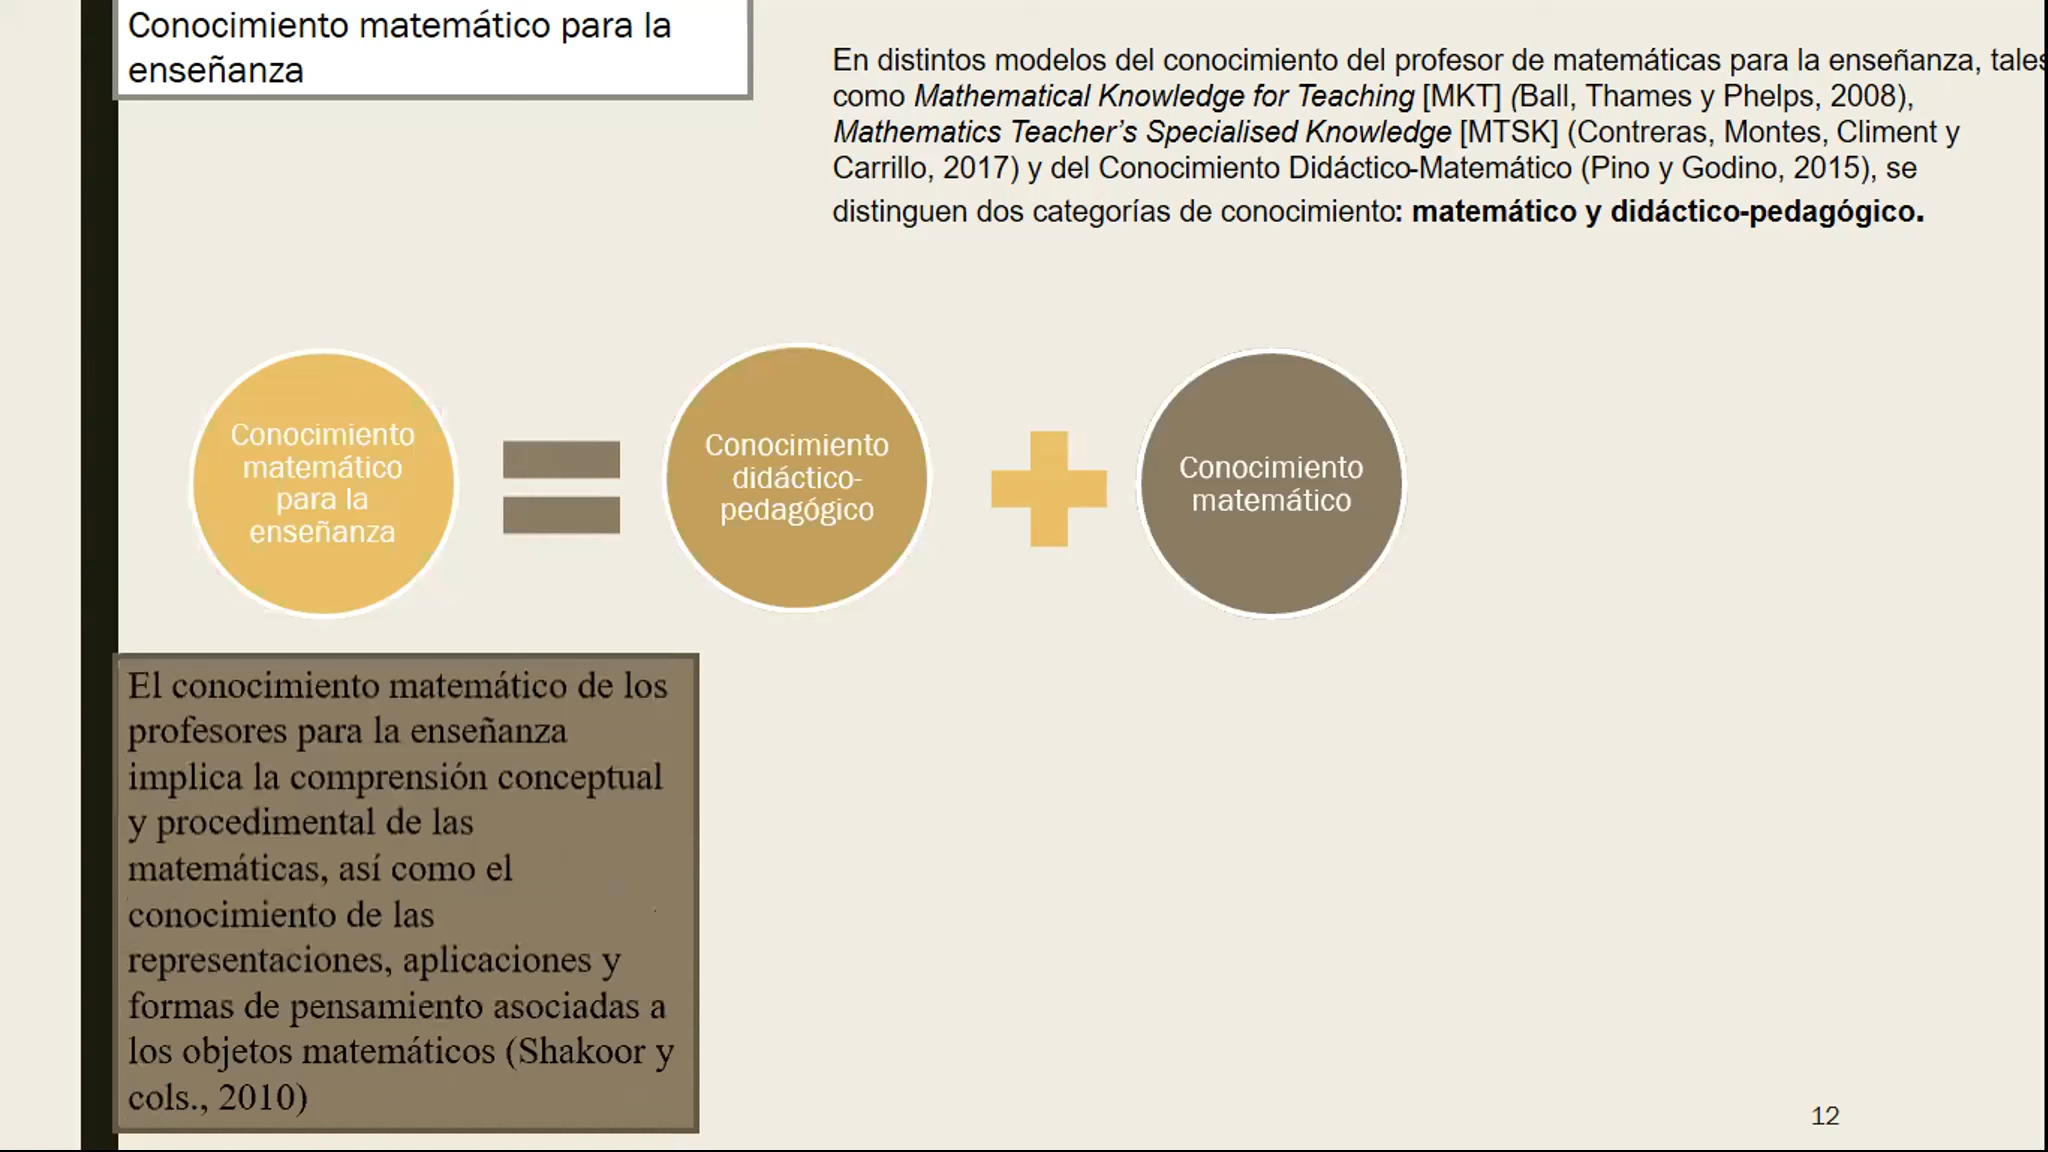 Conocimiento matemático para la
enseñanza
En distintos modelos del conocimiento del profesor de matemáticas para la enseñanza, tales
como Mathematical Knowledge for Teaching [MKT] (Ball, Thames y Phelps, 2008),
Mathematics Teacher’s Specialised Knowledge [MTSK] (Contreras, Montes, Climent y
Carrillo, 2017) y del Conocimiento Didáctico-Matemático (Pino y Godino, 2015), se
distinguen dos categorías de conocimiento: matemático y didáctico-pedagógico.
Conocimiento
matemático
para la
enseñanza
Conocimiento
didáctico-
pedagógico
Conocimiento
matemático
El conocimiento matemático de los
profesores para la enseñanza
implica la comprensión conceptual
y procedimental de las
matemáticas, así como el
conocimiento de las
representaciones, aplicaciones y
formas de pensamiento asociadas a
los objetos matemáticos (Shakoor y
cols., 2010)
12